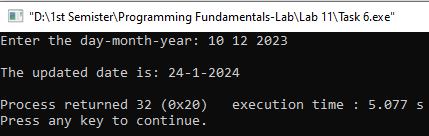 "D:\1st Semister\Programming Fundamentals-Lab\Lab 11\Task 6.exe"
Enter the day-month-year: 10 12 2023
The updated date is: 24-1-2024
Process returned 32 (0x20)   execution time : 5.077 s
Press any key to continue.